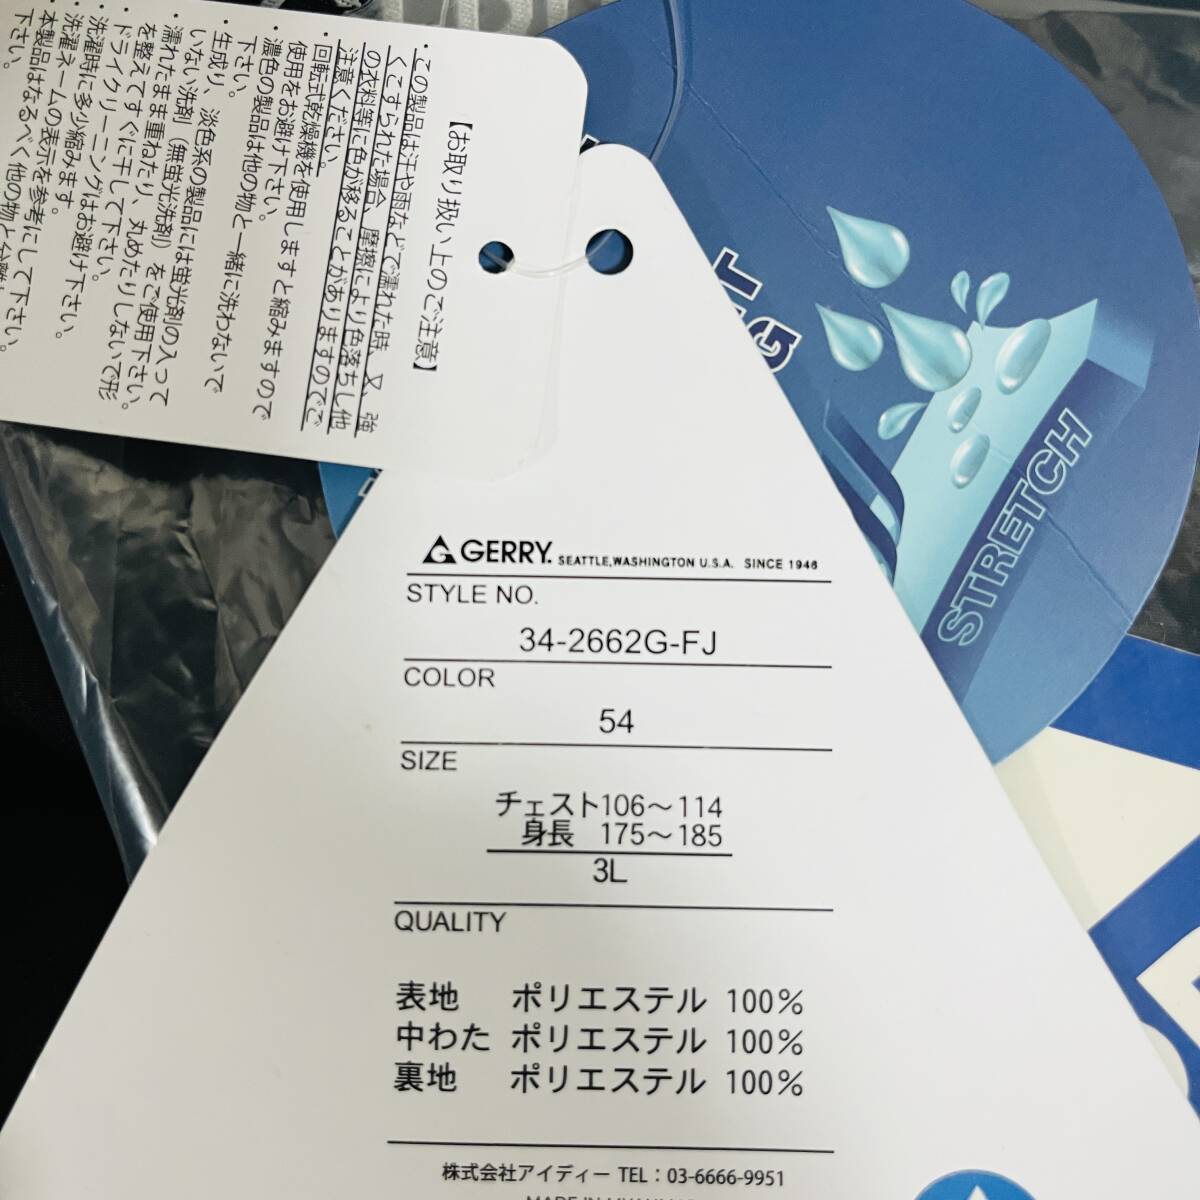 【お取り扱い上のご注意】
・この製品は汗や雨などで濡れた時、又、強
くこすられた場合、摩擦により色落ちし他
の衣料等に色が移ることがありますのでご
注意ください。
・回転式乾燥機を使用しますと縮みますので
使用をお避け下さい。
・濃色の製品は他の物と一緒に洗わないで
下さい。
生成り、淡色系の製品には蛍光剤の入って
いない洗剤（無蛍光洗剤）をご使用下さい。
濡れたまま重ねたり、丸めたりしないで形
を整えてすぐに干して下さい。
・ドライクリーニングはお避け下さい。
・洗濯時に多少縮みます。
・洗濯ネームの表示を参考にして下さい。
・本製品はなるべく他の物と
下さい。
STRETCH
GERRY. SEATTLE,WASHINGTON U.S.A. SINCE 1946
STYLE NO.
34-2662G-FJ
COLOR
54
SIZE
チェスト106〜114
身長 175〜185
3L
QUALITY
表地 ポリエステル 100%
中わた ポリエステル 100%
裏地 ポリエステル 100%
株式会社アイディー TEL：03-6666-9951
MADE IN